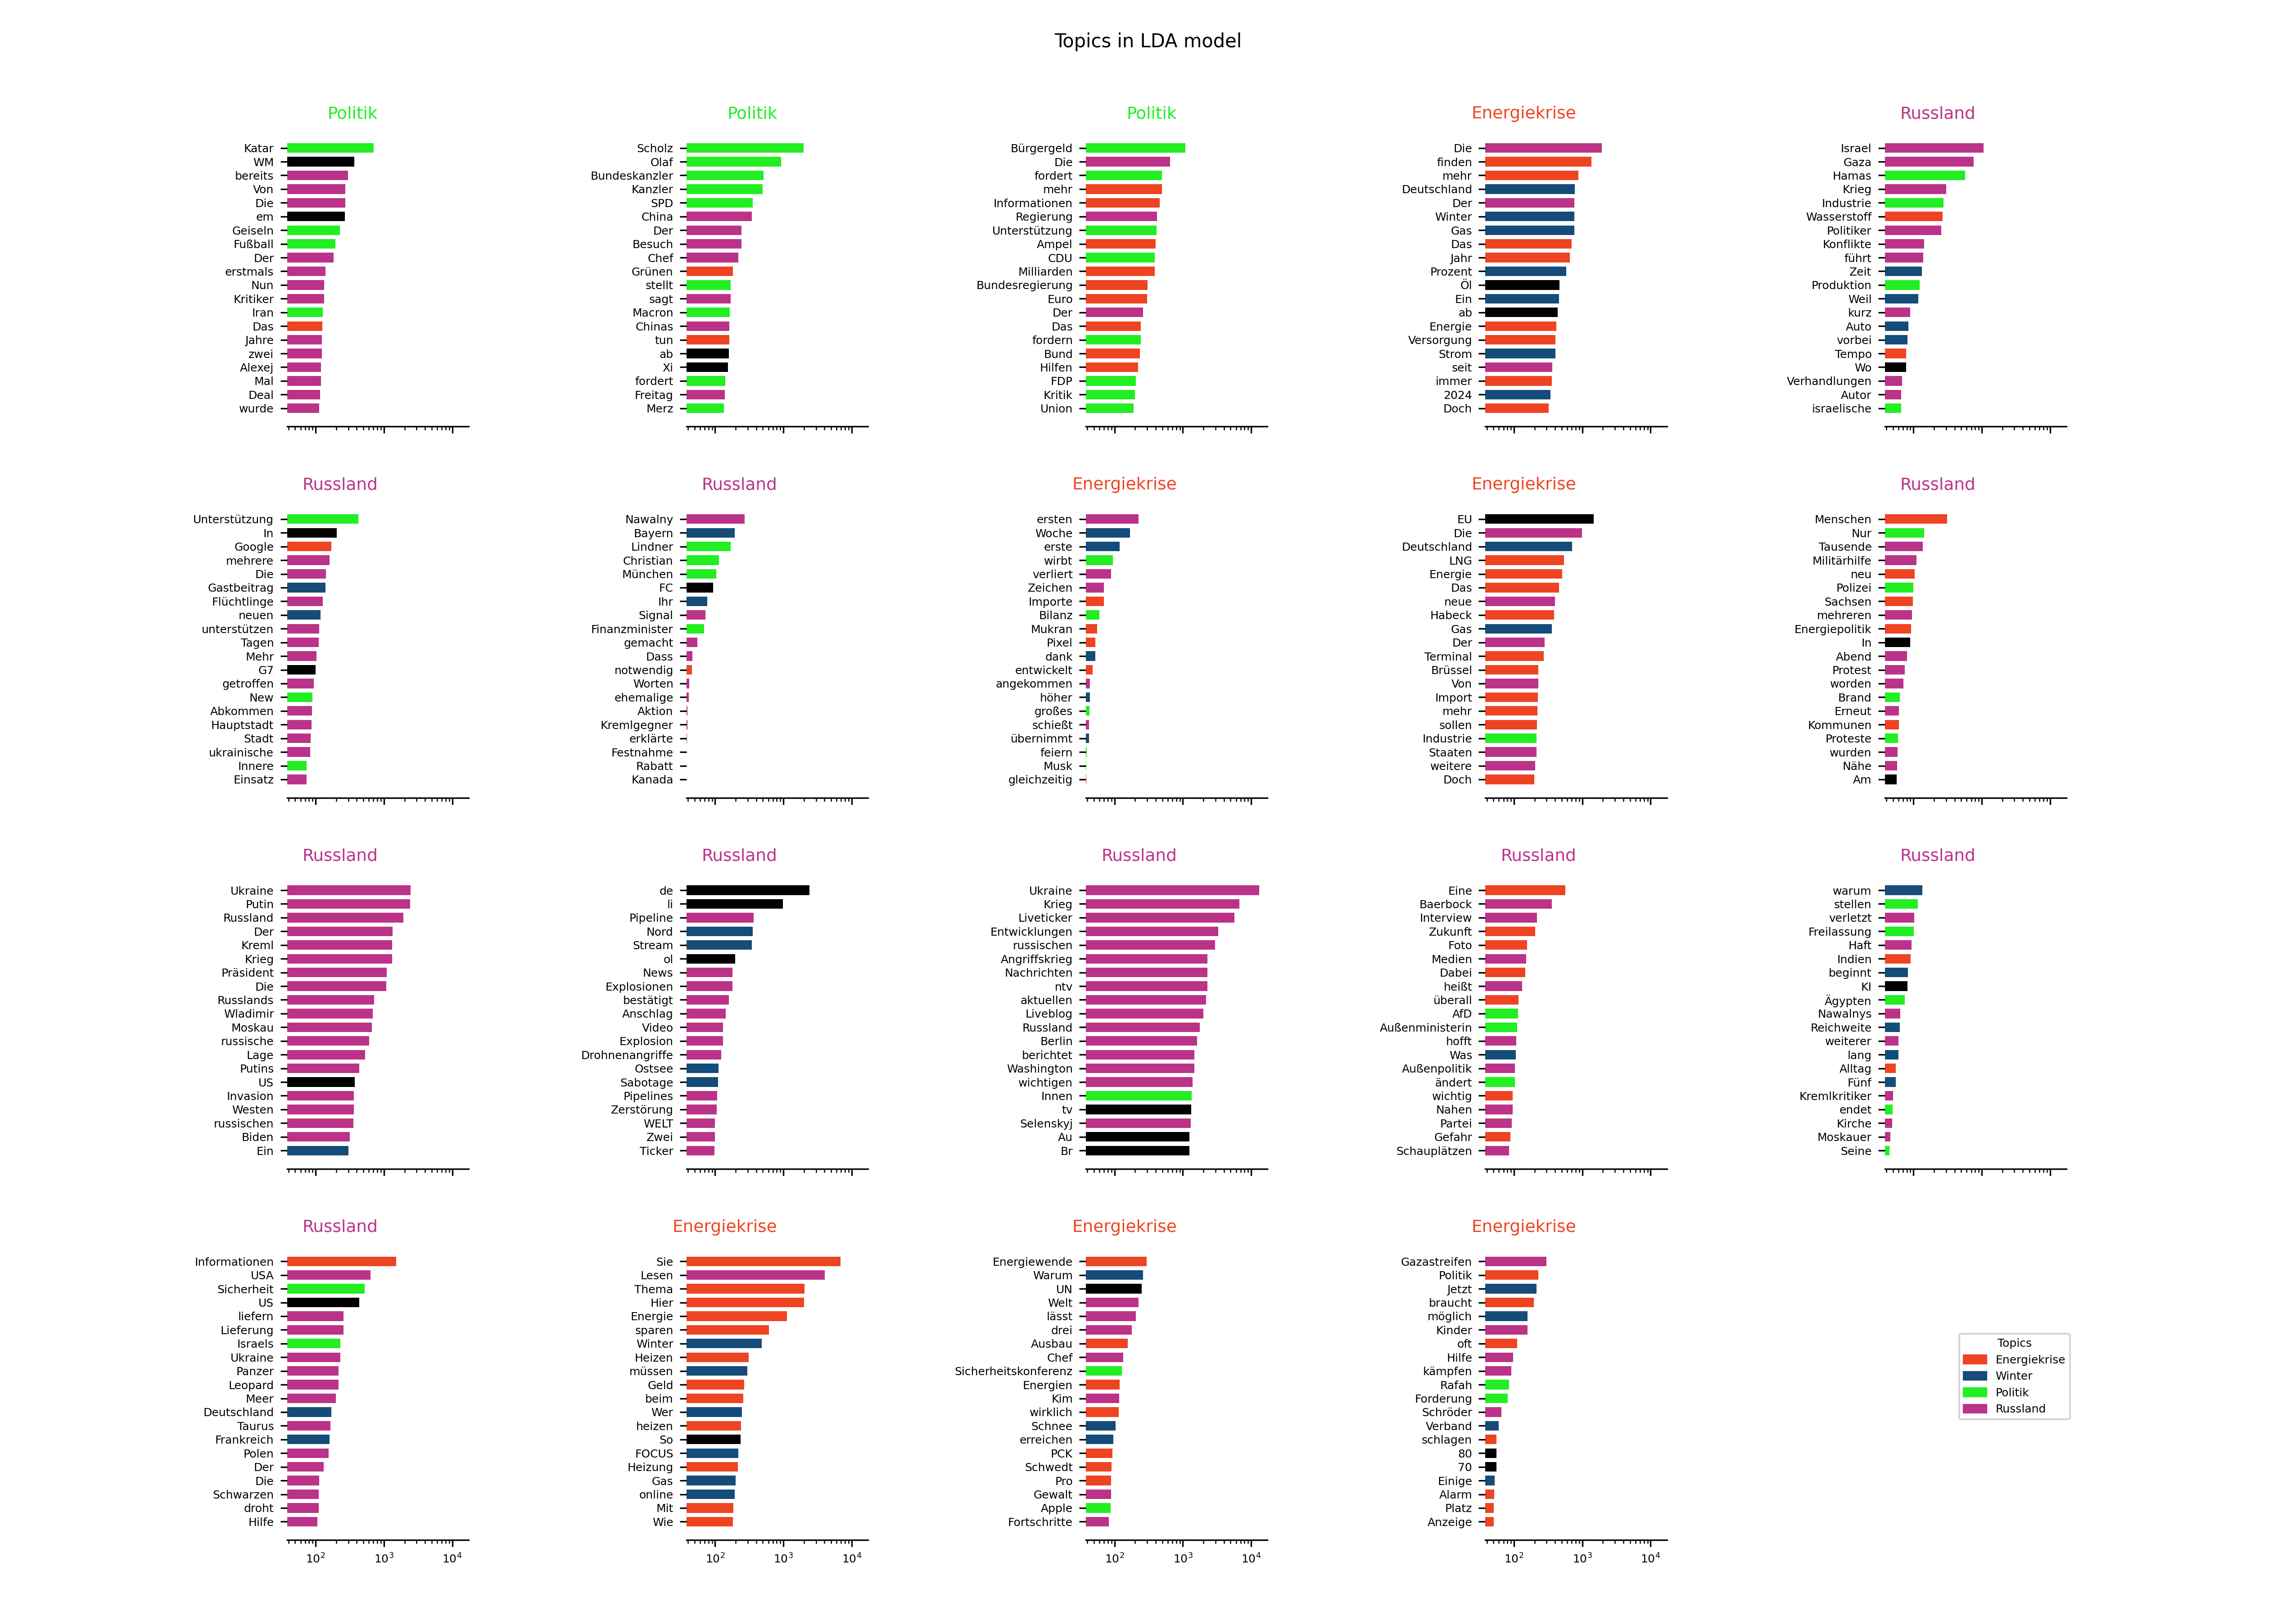 Topics in LDA model
Politik
Katar
WM
bereits
Von
Die
em
Geiseln
Fußball
Der
erstmals
Nun
Kritiker
Iran
Das
Jahre
zwei
Alexej
Mal
Deal
wurde
Politik
Scholz
Olaf
Bundeskanzler
Kanzler
SPD
China
Der
Besuch
Chef
Grünen
stellt
sagt
Macron
Chinas
tun
ab
Xi
fordert
Freitag
Merz
Politik
Bürgergeld
Die
fordert
mehr
Informationen
Regierung
Unterstützung
Ampel
CDU
Milliarden
Bundesregierung
Euro
Der
Das
fordern
Bund
Hilfen
FDP
Kritik
Union
Energiekrise
Die
finden
mehr
Deutschland
Der
Winter
Gas
Das
Jahr
Prozent
Öl
Ein
ab
Energie
Versorgung
Strom
seit
immer
2024
Doch
Russland
Israel
Gaza
Hamas
Krieg
Industrie
Wasserstoff
Politiker
Konflikte
führt
Zeit
Produktion
Weil
kurz
Auto
vorbei
Tempo
Wo
Verhandlungen
Autor
israelische
Russland
Unterstützung
In
Google
mehrere
Die
Gastbeitrag
Flüchtlinge
neuen
unterstützen
Tagen
Mehr
G7
getroffen
New
Abkommen
Hauptstadt
Stadt
ukrainische
Innere
Einsatz
Russland
Nawalny
Bayern
Lindner
Christian
München
FC
Ihr
Signal
Finanzminister
gemacht
Dass
notwendig
Worten
ehemalige
Aktion
Kremlgegner
erklärte
Festnahme
Rabatt
Kanada
Energiekrise
ersten
Woche
erste
wirbt
verliert
Zeichen
Importe
Bilanz
Mukran
Pixel
dank
entwickelt
angekommen
höher
großes
schießt
übernimmt
feiern
Musk
gleichzeitig
Energiekrise
EU
Die
Deutschland
LNG
Energie
Das
neue
Habeck
Gas
Der
Terminal
Brüssel
Von
Import
mehr
sollen
Industrie
Staaten
weitere
Doch
Russland
Menschen
Nur
Tausende
Militärhilfe
neu
Polizei
Sachsen
mehreren
Energiepolitik
In
Abend
Protest
worden
Brand
Erneut
Kommunen
Proteste
wurden
Nähe
Am
Russland
Ukraine
Putin
Russland
Der
Kreml
Krieg
Präsident
Die
Russlands
Wladimir
Moskau
russische
Lage
Putins
US
Invasion
Westen
russischen
Biden
Ein
Russland
de
li
Pipeline
Nord
Stream
ol
News
Explosionen
bestätigt
Anschlag
Video
Explosion
Drohnenangriffe
Ostsee
Sabotage
Pipelines
Zerstörung
WELT
Zwei
Ticker
Russland
Ukraine
Krieg
Liveticker
Entwicklungen
russischen
Angriffskrieg
Nachrichten
ntv
aktuellen
Liveblog
Russland
Berlin
berichtet
Washington
wichtigen
Innen
tv
Selenskyj
Au
Br
Russland
Eine
Baerbock
Interview
Zukunft
Foto
Medien
Dabei
heißt
überall
AfD
Außenministerin
hofft
Was
Außenpolitik
ändert
wichtig
Nahen
Partei
Gefahr
Schauplätzen
Russland
warum
stellen
verletzt
Freilassung
Haft
Indien
beginnt
KI
Ägypten
Nawalnys
Reichweite
weiterer
lang
Alltag
Fünf
Kremlkritiker
endet
Kirche
Moskauer
Seine
Russland
Informationen
USA
Sicherheit
US
liefern
Lieferung
Israels
Ukraine
Panzer
Leopard
Meer
Deutschland
Taurus
Frankreich
Polen
Der
Die
Schwarzen
droht
Hilfe
10² 10³ 10⁴
Energiekrise
Sie
Lesen
Thema
Hier
Energie
sparen
Winter
Heizen
müssen
Geld
beim
Wer
heizen
So
FOCUS
Heizung
Gas
online
Mit
Wie
10² 10³ 10⁴
Energiekrise
Energiewende
Warum
UN
Welt
lässt
drei
Ausbau
Chef
Sicherheitskonferenz
Energien
Kim
wirklich
Schnee
erreichen
PCK
Schwedt
Pro
Gewalt
Apple
Fortschritte
10² 10³ 10⁴
Energiekrise
Gazastreifen
Politik
Jetzt
braucht
möglich
Kinder
oft
Hilfe
kämpfen
Rafah
Forderung
Schröder
Verband
schlagen
80
70
Einige
Alarm
Platz
Anzeige
10² 10³ 10⁴
Topics
Energiekrise
Winter
Politik
Russland